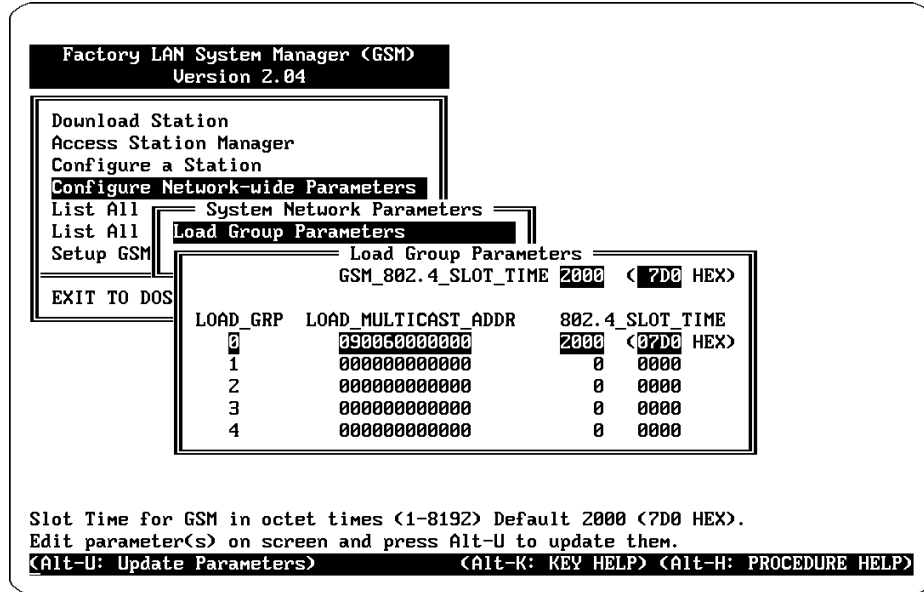 Factory LAN System Manager (GSM)
Version 2.04
Download Station
Access Station Manager
Configure a Station
Configure Network-wide Parameters
List All
List All
Setup GSM
EXIT TO DOS
System Network Parameters
Load Group Parameters
Load Group Parameters
GSM_802.4_SLOT_TIME 2000 ( 7D0 HEX)
LOAD_GRP LOAD_MULTICAST_ADDR 802.4_SLOT_TIME
0 090060000000 2000 (07D0 HEX)
1 000000000000 0 0000
2 000000000000 0 0000
3 000000000000 0 0000
4 000000000000 0 0000
Slot Time for GSM in octet times (1-8192) Default 2000 (7D0 HEX).
Edit parameter(s) on screen and press Alt-U to update them.
(Alt-U: Update Parameters) (Alt-K: KEY HELP) (Alt-H: PROCEDURE HELP)